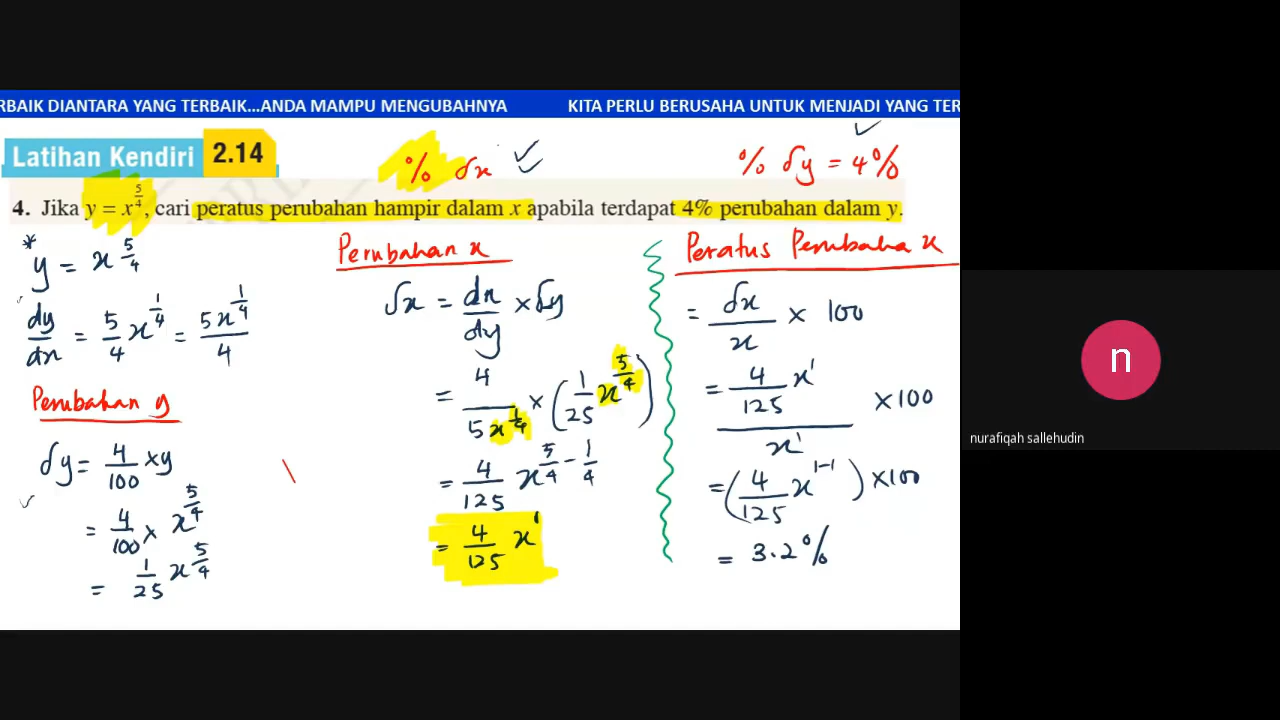 RBAIK DIANTARA YANG TERBAIK...ANDA MAMPU MENGUBAHNYA KITA PERLU BERUSAHA UNTUK MENJADI YANG TER
Latihan Kendiri 2.14
% δx
% δy = 4%
4. Jika y = x^(5/4), cari peratus perubahan hampir dalam x apabila terdapat 4% perubahan dalam y.
* y = x^(5/4)
dy/dx = 5/4 x^(1/4) = 5x^(1/4)/4
Perubahan y
δy = 4/100 × y
= 4/100 × x^(5/4)
= 1/25 x^(5/4)
Perubahan x
δx = dx/dy × δy
= 4/(5x^(1/4)) × (1/25 x^(5/4))
= 4/125 x^(5/4 - 1/4)
= 4/125 x^1
Peratus Perubaha x
= δx/x × 100
= (4/125 x^1)/x^1 × 100
= (4/125 x^(1-1)) × 100
= 3.2%
n
nurafiqah sallehudin